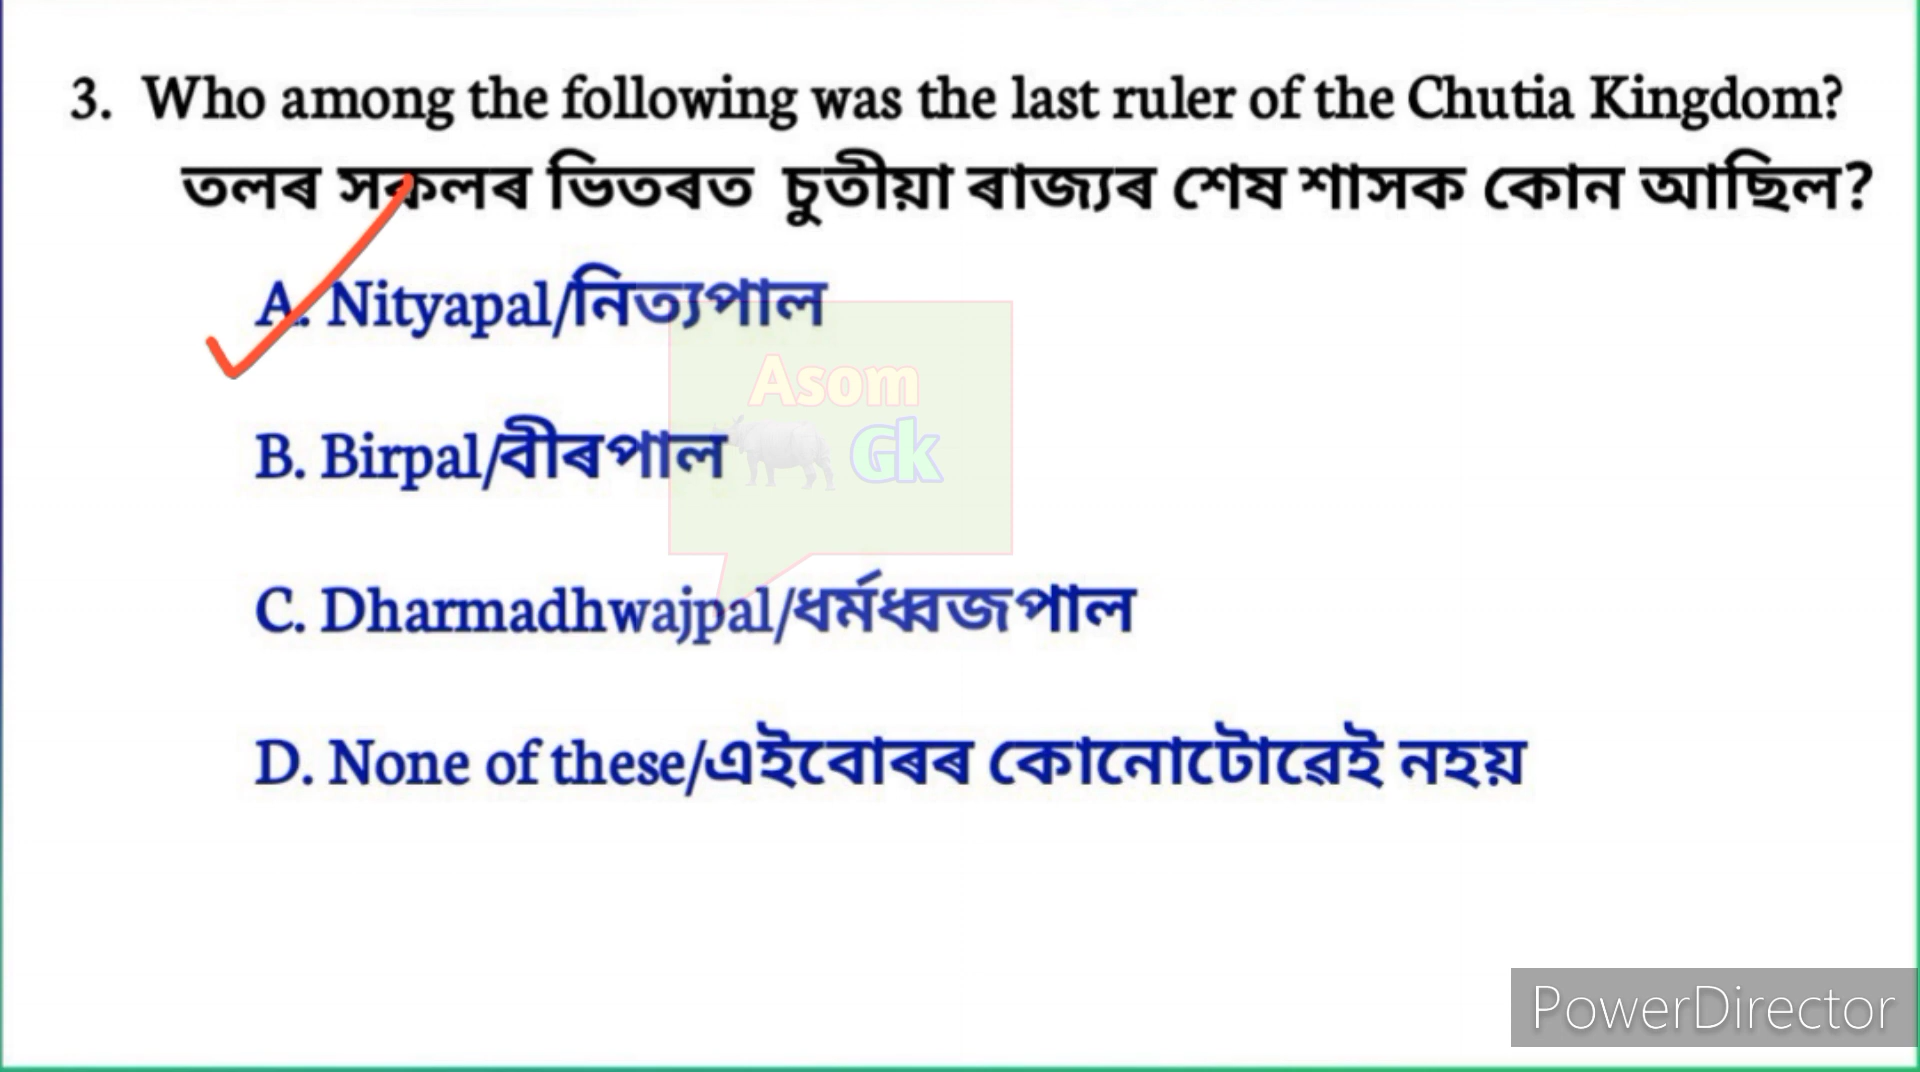 3. Who among the following was the last ruler of the Chutia Kingdom?
তলৰ সকলৰ ভিতৰত চুতীয়া ৰাজ্যৰ শেষ শাসক কোন আছিল?
A. Nityapal/নিত্যপাল
Asom
Gk
B. Birpal/বীৰপাল
C. Dharmadhwajpal/ধৰ্মধ্বজপাল
D. None of these/এইবোৰৰ কোনোটোৱেই নহয়
PowerDirector